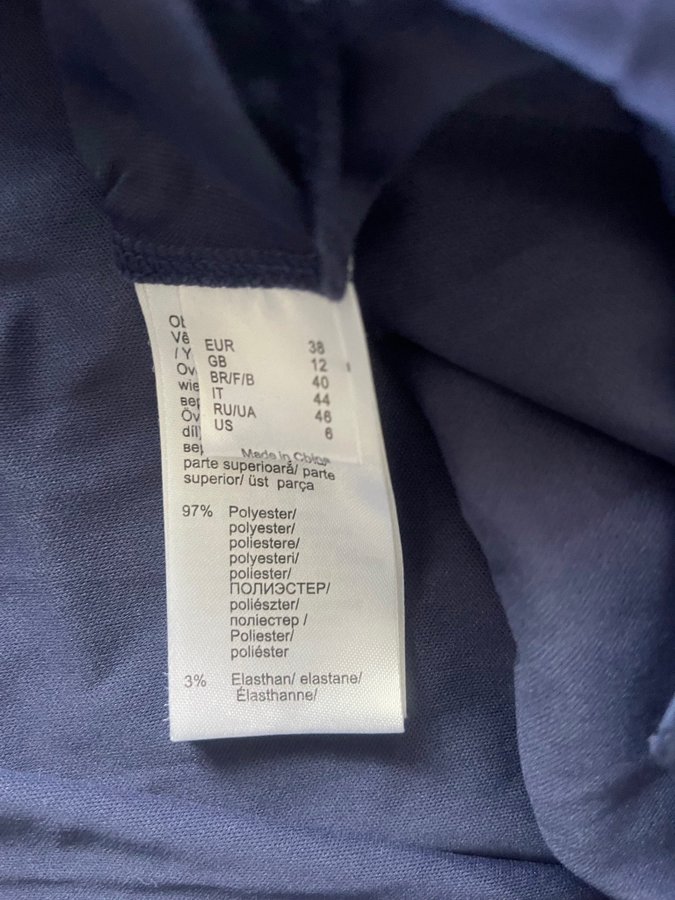 EUR 38
GB 12
BR/F/B 40
IT 44
RU/UA 46
US 6
Made in China
parte superioară/ parte
superior/ üst parça
97% Polyester/
polyester/
poliestere/
polyesteri/
poliester/
ПОЛИЭСТЕР/
poliészter/
поліестер /
Poliester/
poliéster
3% Elasthan/ elastane/
Élasthanne/